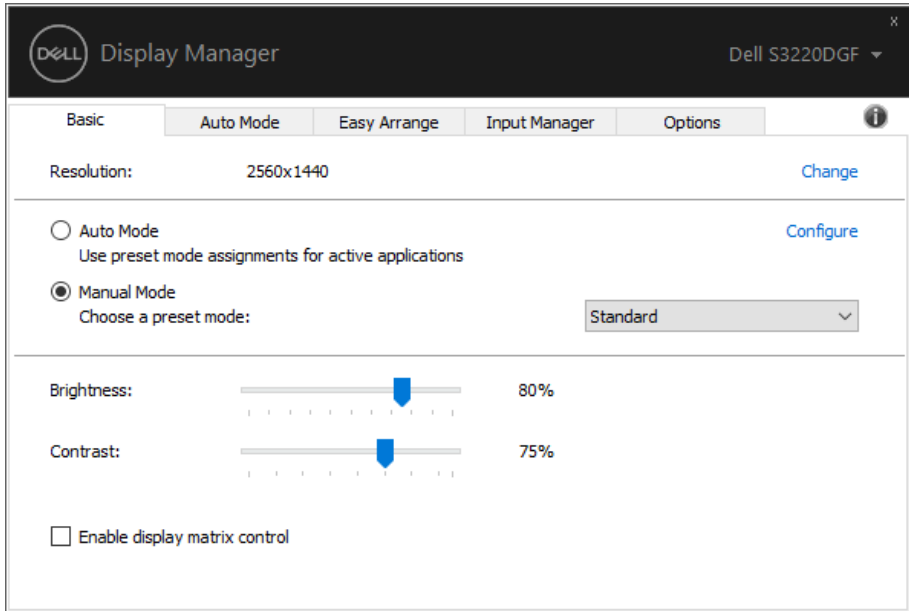 DELL Display Manager
Dell S3220DGF
x
Basic Auto Mode Easy Arrange Input Manager Options
Resolution: 2560x1440 Change
Auto Mode Configure
Use preset mode assignments for active applications
Manual Mode
Choose a preset mode: Standard
Brightness: 80%
Contrast: 75%
Enable display matrix control